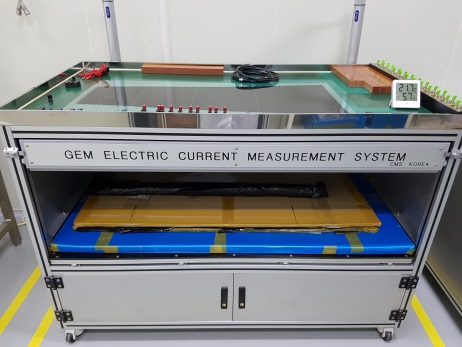 GEM ELECTRIC CURRENT MEASUREMENT SYSTEM
CMS KOREA